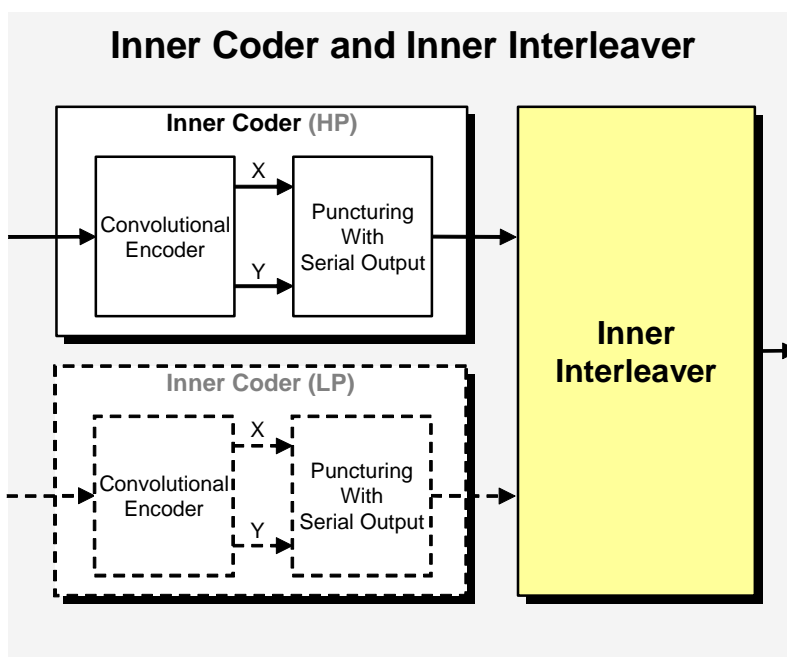 Inner Coder and Inner Interleaver
Inner Coder (HP)
Convolutional
Encoder
X
Y
Puncturing
With
Serial Output
Inner Coder (LP)
Convolutional
Encoder
X
Y
Puncturing
With
Serial Output
Inner
Interleaver